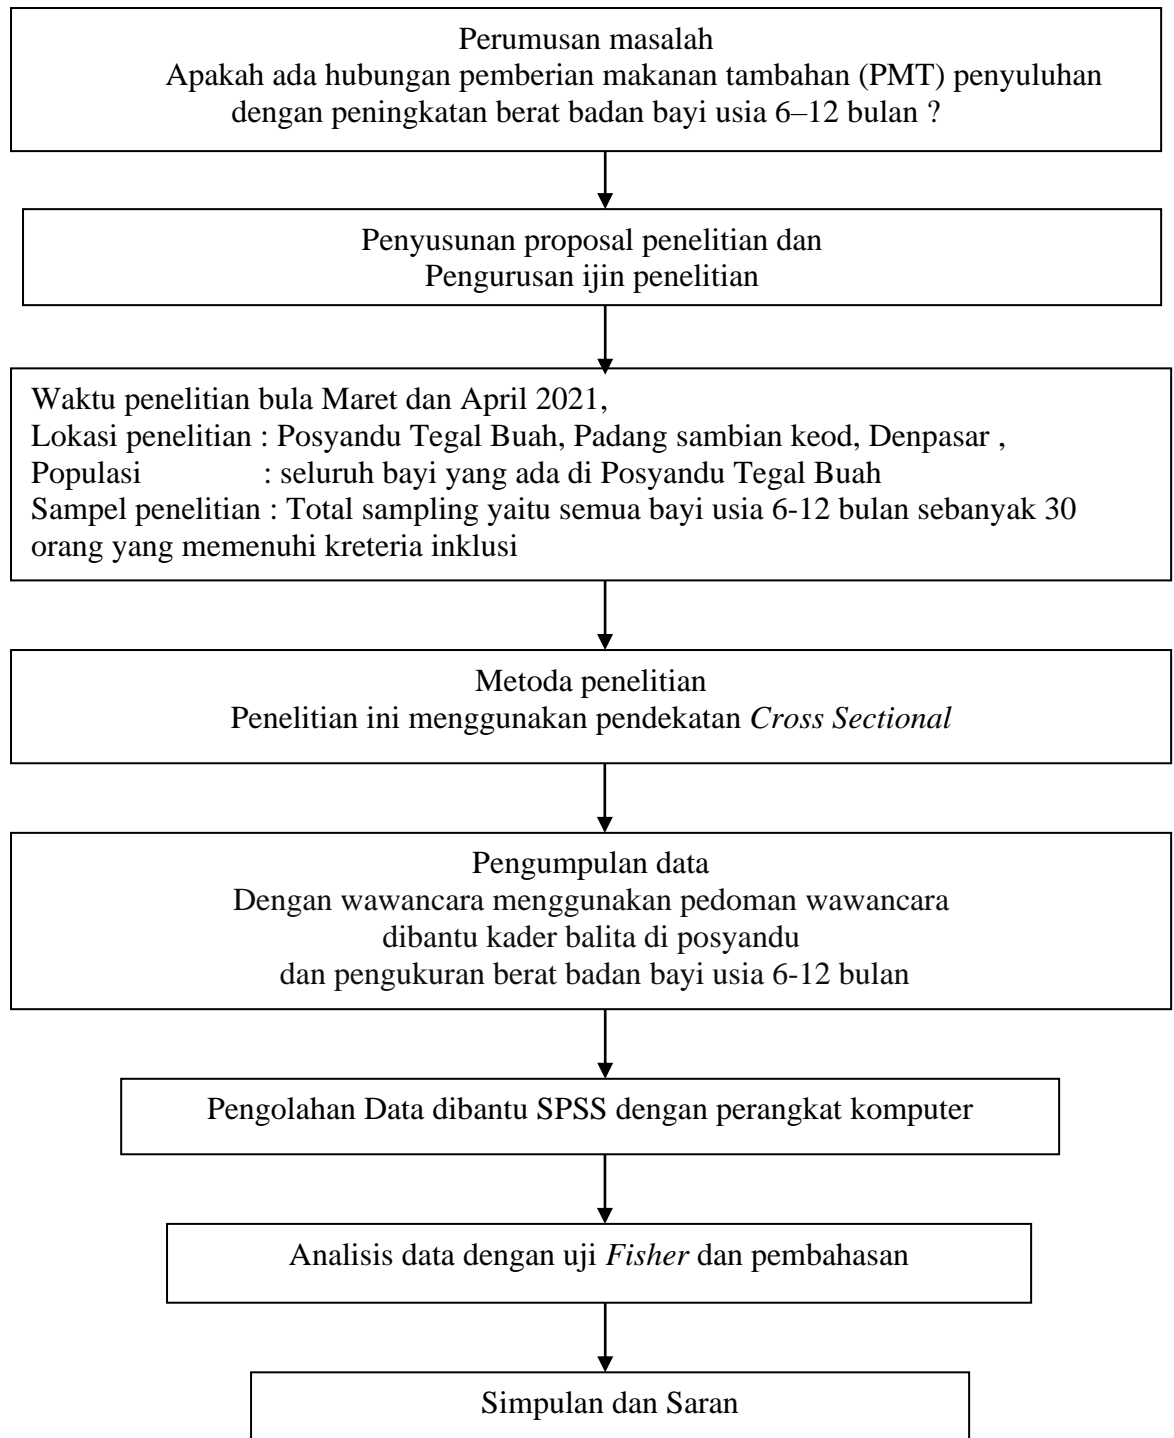 Perumusan masalah
Apakah ada hubungan pemberian makanan tambahan (PMT) penyuluhan
dengan peningkatan berat badan bayi usia 6–12 bulan ?
Penyusunan proposal penelitian dan
Pengurusan ijin penelitian
Waktu penelitian bula Maret dan April 2021,
Lokasi penelitian : Posyandu Tegal Buah, Padang sambian keod, Denpasar ,
Populasi : seluruh bayi yang ada di Posyandu Tegal Buah
Sampel penelitian : Total sampling yaitu semua bayi usia 6-12 bulan sebanyak 30
orang yang memenuhi kreteria inklusi
Metoda penelitian
Penelitian ini menggunakan pendekatan Cross Sectional
Pengumpulan data
Dengan wawancara menggunakan pedoman wawancara
dibantu kader balita di posyandu
dan pengukuran berat badan bayi usia 6-12 bulan
Pengolahan Data dibantu SPSS dengan perangkat komputer
Analisis data dengan uji Fisher dan pembahasan
Simpulan dan Saran